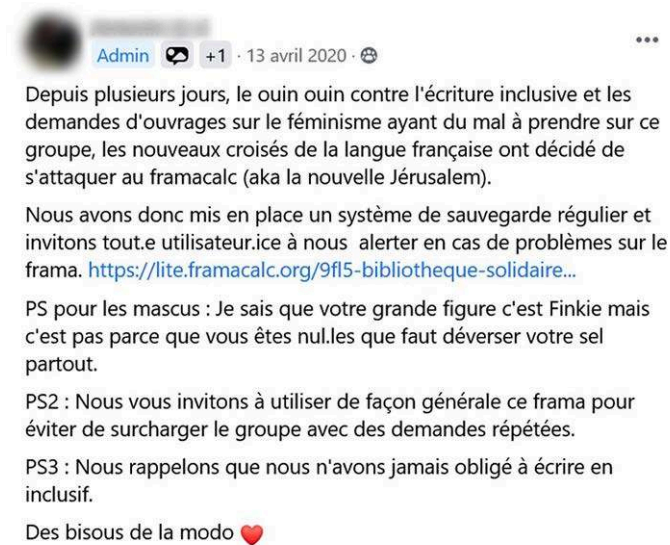 Admin +1 · 13 avril 2020 ·
Depuis plusieurs jours, le ouin ouin contre l'écriture inclusive et les
demandes d'ouvrages sur le féminisme ayant du mal à prendre sur ce
groupe, les nouveaux croisés de la langue française ont décidé de
s'attaquer au framacalc (aka la nouvelle Jérusalem).
Nous avons donc mis en place un système de sauvegarde régulier et
invitons tout.e utilisateur.ice à nous alerter en cas de problèmes sur le
frama. https://lite.framacalc.org/9fl5-bibliotheque-solidaire...
PS pour les mascus : Je sais que votre grande figure c'est Finkie mais
c'est pas parce que vous êtes nul.les que faut déverser votre sel
partout.
PS2 : Nous vous invitons à utiliser de façon générale ce frama pour
éviter de surcharger le groupe avec des demandes répétées.
PS3 : Nous rappelons que nous n'avons jamais obligé à écrire en
inclusif.
Des bisous de la modo ❤️